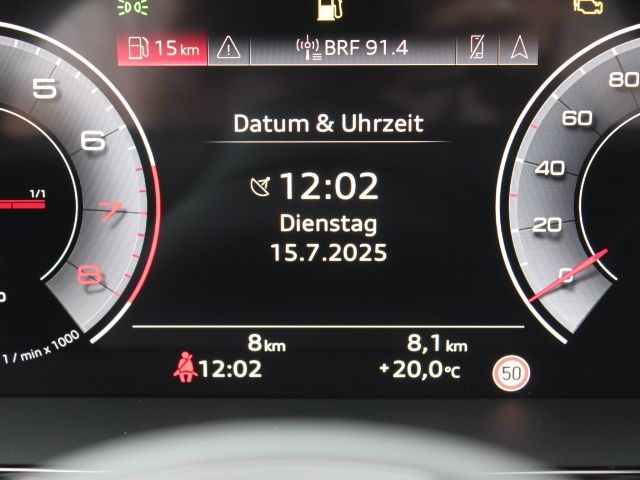 15 km
BRF 91.4
Datum & Uhrzeit
12:02
Dienstag
15.7.2025
5
6
7
8
1/1
1 / min x 1000
80
60
40
20
0
8 km
8,1 km
12:02
+20,0°C
50